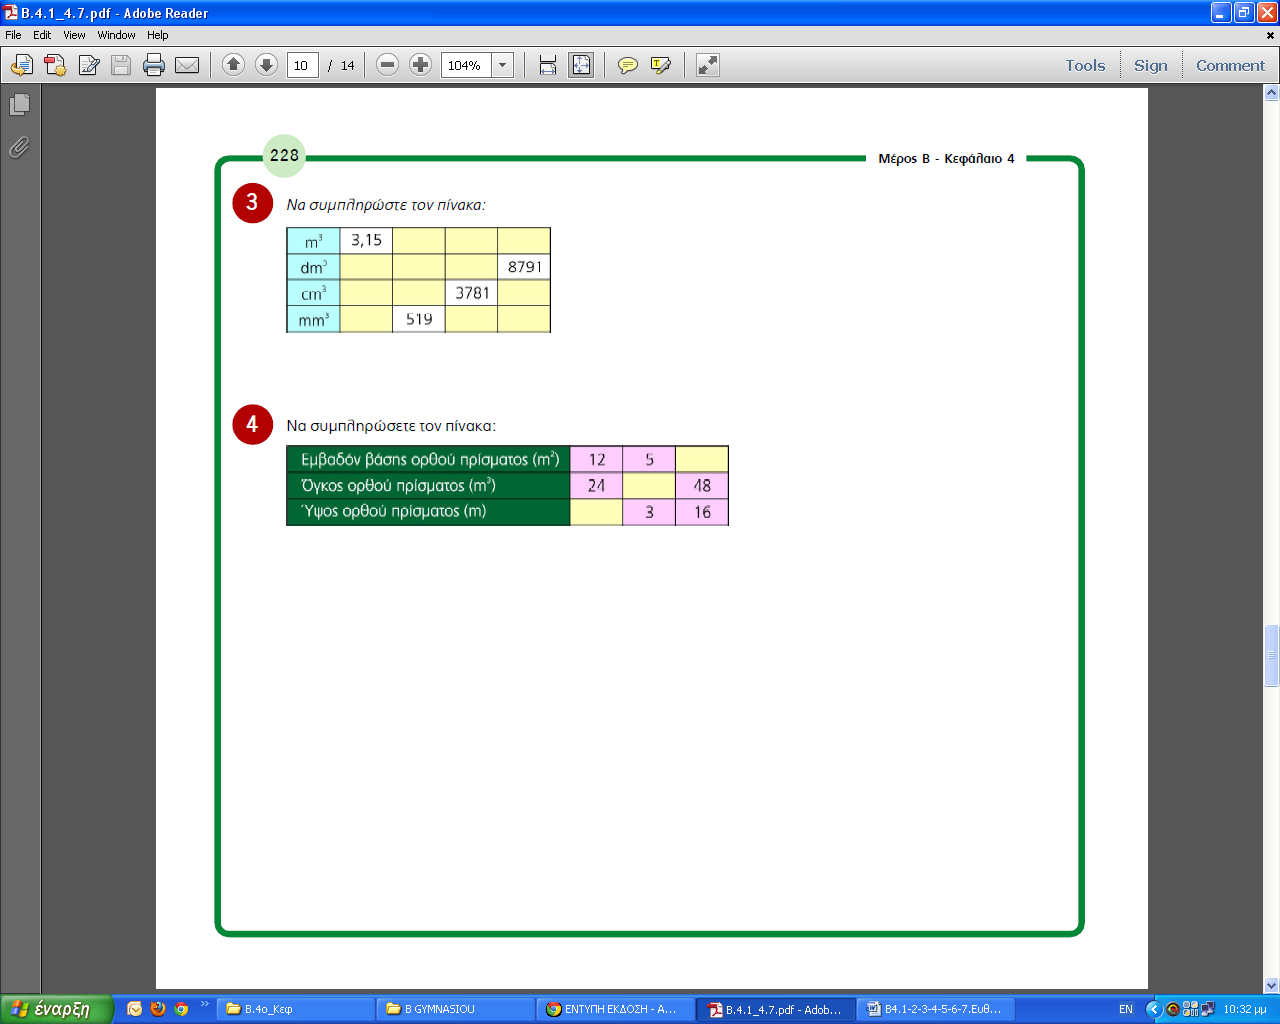 B.4.1_4.7.pdf - Adobe Reader
File Edit View Window Help
10 / 14 104% Tools Sign Comment
228 Μέρος Β - Κεφάλαιο 4
3 Να συμπληρώστε τον πίνακα:
m³ 3,15
dm³ 8791
cm³ 3781
mm³ 519
4 Να συμπληρώσετε τον πίνακα:
Εμβαδόν βάσης ορθού πρίσματος (m²) 12 5
Όγκος ορθού πρίσματος (m³) 24 48
Ύψος ορθού πρίσματος (m) 3 16
έναρξη B.4ο_Κεφ B GYMNASIOU ΕΝΤΥΠΗ ΕΚΔΟΣΗ - Α... B.4.1_4.7.pdf - Adob... B4.1-2-3-4-5-6-7.Ευθ... EN 10:32 μμ